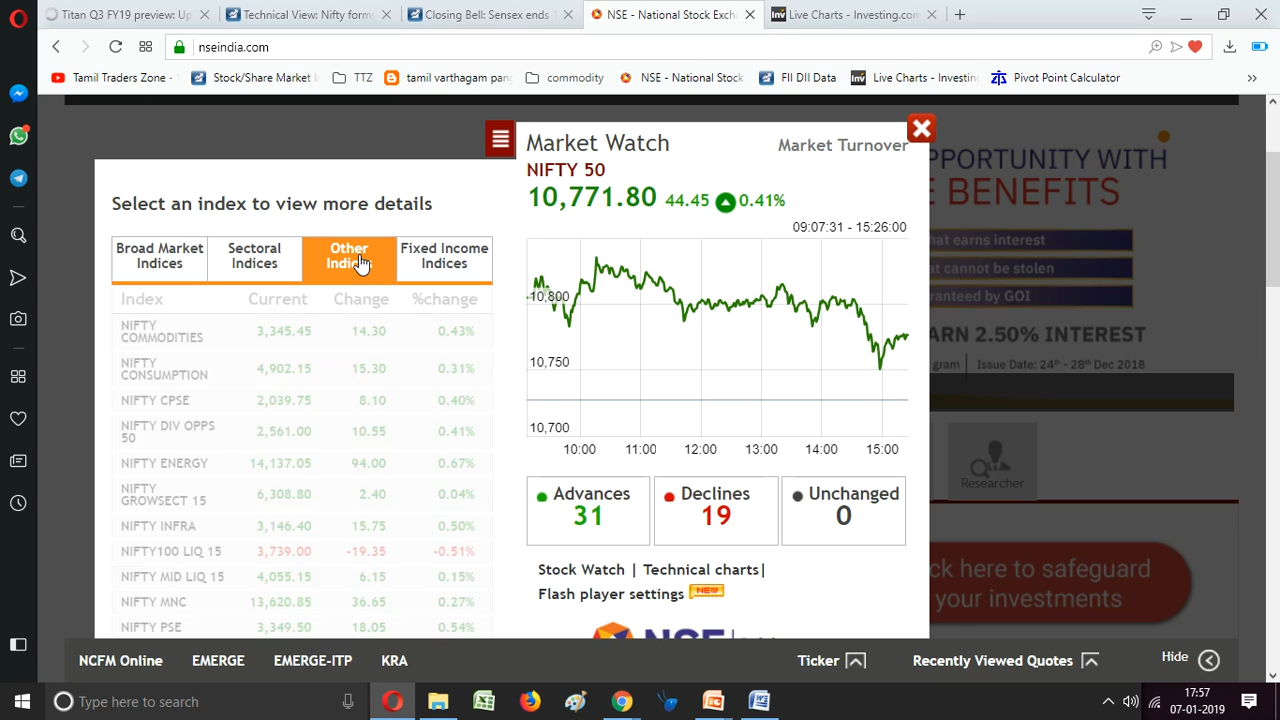 Titan Q3 FY19 preview: Up
Technical View: Nifty form
Closing Bell: Sensex ends
NSE - National Stock Exch
Live Charts - Investing.com
nseindia.com
Tamil Traders Zone -
Stock/Share Market
TTZ
tamil varthagam pan
commodity
NSE - National Stock
FII DII Data
Live Charts - Investin
Pivot Point Calculator
Select an index to view more details
Broad Market
Indices
Sectoral
Indices
Other
Fixed Income
Indices
Index Current Change %change
NIFTY
COMMODITIES 3,345.45 14.30 0.43%
NIFTY
CONSUMPTION 4,902.15 15.30 0.31%
NIFTY CPSE 2,039.75 8.10 0.40%
NIFTY DIV OPPS
50 2,561.00 10.55 0.41%
NIFTY ENERGY 14,137.05 94.00 0.67%
NIFTY
GROWSECT 15 6,308.80 2.40 0.04%
NIFTY INFRA 3,146.40 15.75 0.50%
NIFTY100 LIQ 15 3,739.00 -19.35 -0.51%
NIFTY MID LIQ 15 4,055.15 6.15 0.15%
NIFTY MNC 13,620.85 36.65 0.27%
NIFTY PSE 3,349.50 18.05 0.54%
Market Watch
Market Turnover
NIFTY 50
10,771.80 44.45 0.41%
09:07:31 - 15:26:00
10,800
10,750
10,700
10:00 11:00 12:00 13:00 14:00 15:00
Advances
31
Declines
19
Unchanged
0
Stock Watch | Technical charts|
Flash player settings NEW
NSE
PPORTUNITY WITH
E BENEFITS
hat earns interest
at cannot be stolen
ranteed by GOI
ARN 2.50% INTEREST
gram | Issue Date: 24th - 28th Dec 2018
Researcher
ck here to safeguard
your investments
NCFM Online EMERGE EMERGE-ITP KRA
Ticker
Recently Viewed Quotes
Hide
Type here to search
17:57
07-01-2019